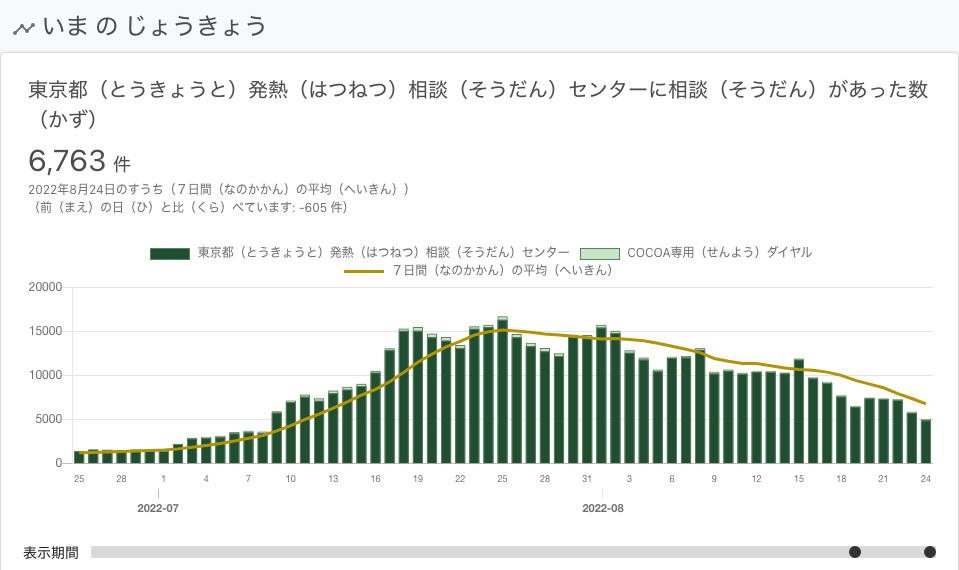 いま の じょうきょう
東京都（とうきょうと）発熱（はつねつ）相談（そうだん）センターに相談（そうだん）があった数
（かず）
6,763 件
2022年8月24日のすうち（７日間（なのかかん）の平均（へいきん））
（前（まえ）の日（ひ）と比（くら）べています: -605 件）
東京都（とうきょうと）発熱（はつねつ）相談（そうだん）センター COCOA専用（せんよう）ダイヤル
７日間（なのかかん）の平均（へいきん）
20000
15000
10000
5000
0
25 28 1 4 7 10 13 16 19 22 25 28 31 3 6 9 12 15 18 21 24
2022-07 2022-08
表示期間